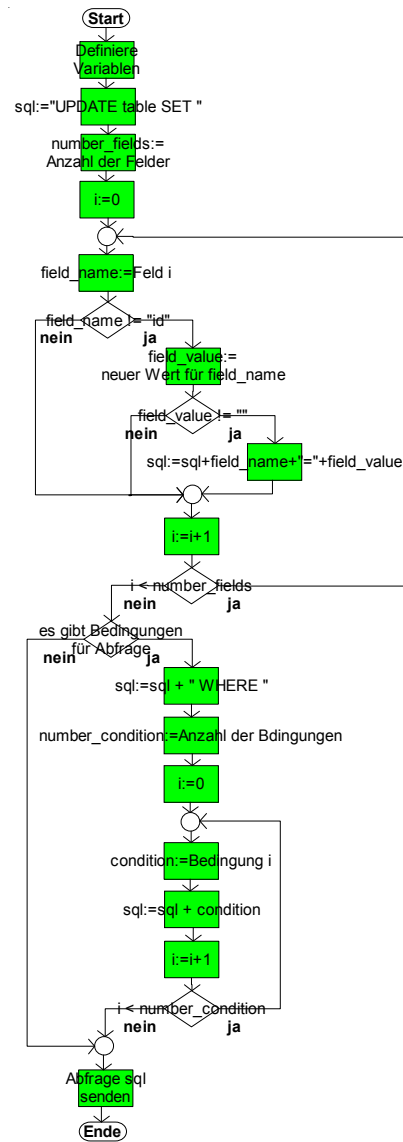 Start
Definiere
Variablen
sql:="UPDATE table SET "
number_fields:=
Anzahl der Felder
i:=0
field_name:=Feld i
field_name != "id"
nein ja
field_value:=
neuer Wert für field_name
field_value != ""
nein ja
sql:=sql+field_name+"="+field_value
i:=i+1
i < number_fields
nein ja
es gibt Bedingungen
für Abfrage
nein ja
sql:=sql + " WHERE "
number_condition:=Anzahl der Bdingungen
i:=0
condition:=Bedingung i
sql:=sql + condition
i:=i+1
i < number_condition
nein ja
Abfrage sql
senden
Ende